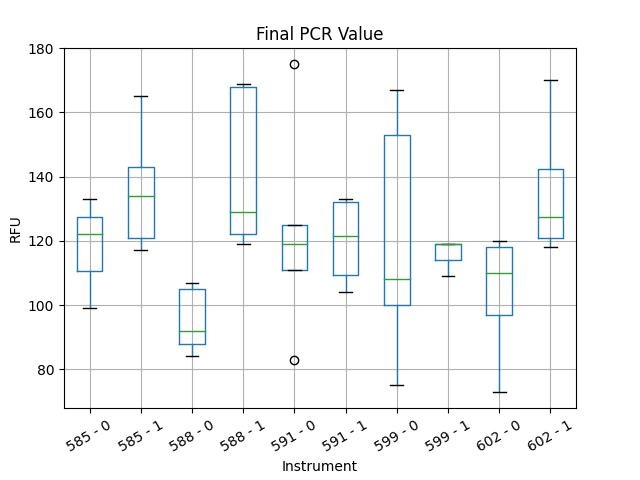 Final PCR Value
180
160
140
120
100
80
RFU
585 - 0
585 - 1
588 - 0
588 - 1
591 - 0
591 - 1
599 - 0
599 - 1
602 - 0
602 - 1
Instrument